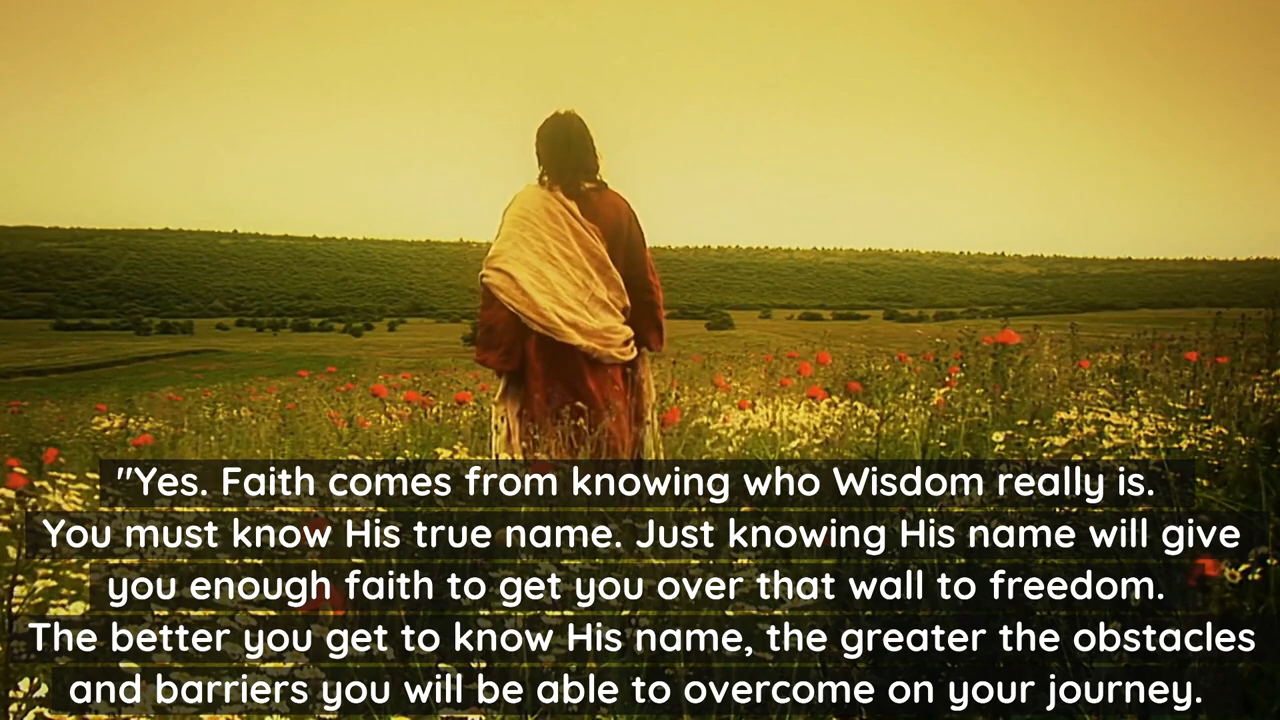 "Yes. Faith comes from knowing who Wisdom really is.
You must know His true name. Just knowing His name will give
you enough faith to get you over that wall to freedom.
The better you get to know His name, the greater the obstacles
and barriers you will be able to overcome on your journey.